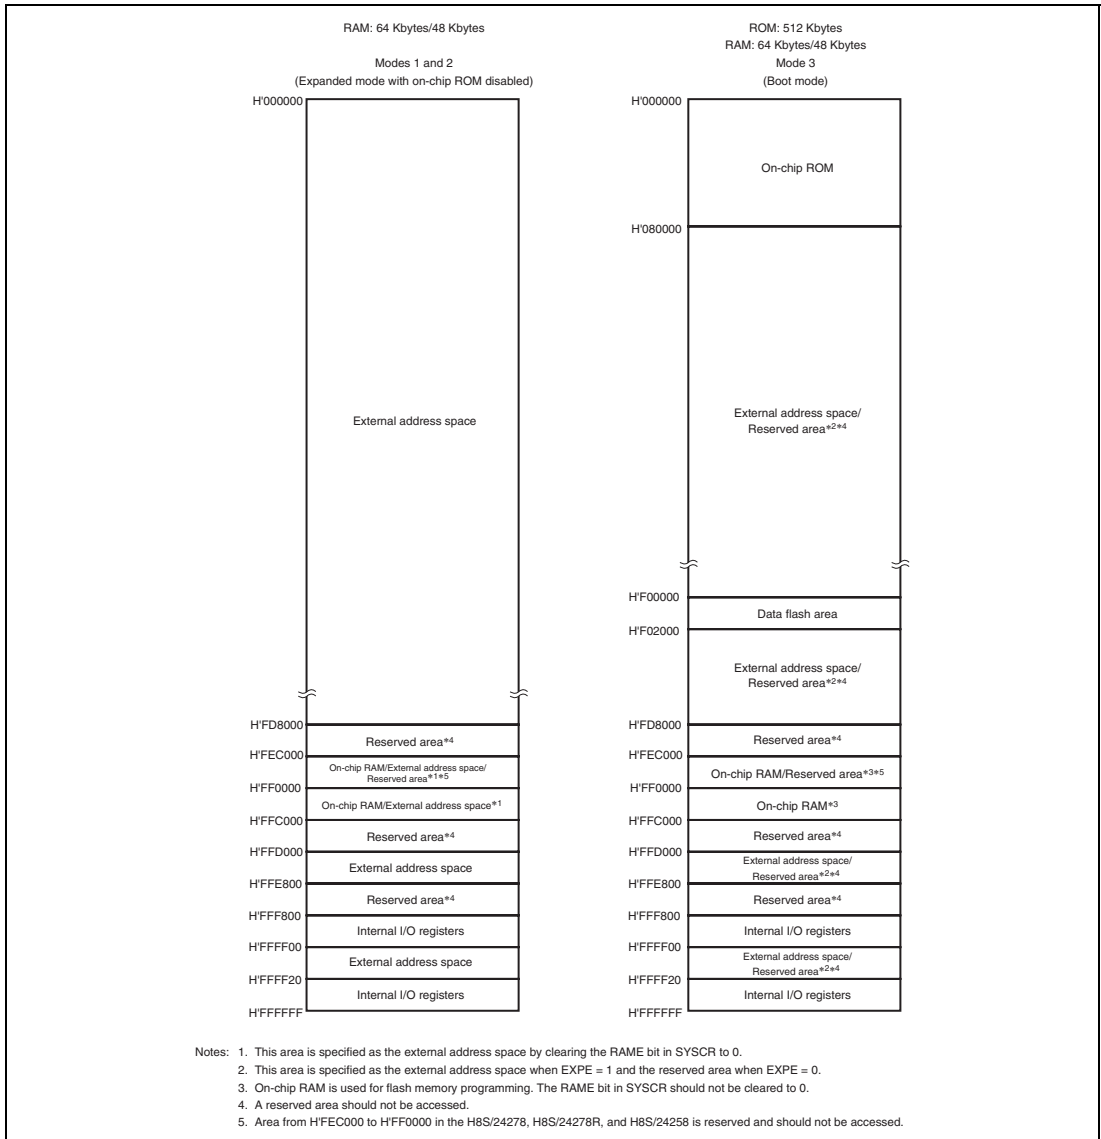 RAM: 64 Kbytes/48 Kbytes
Modes 1 and 2
(Expanded mode with on-chip ROM disabled)
H'000000
External address space
H'FD8000
Reserved area*4
H'FEC000
On-chip RAM/External address space/
Reserved area*1*5
H'FF0000
On-chip RAM/External address space*1
H'FFC000
Reserved area*4
H'FFD000
External address space
H'FFE800
Reserved area*4
H'FFF800
Internal I/O registers
H'FFFF00
External address space
H'FFFF20
Internal I/O registers
H'FFFFFF
ROM: 512 Kbytes
RAM: 64 Kbytes/48 Kbytes
Mode 3
(Boot mode)
H'000000
On-chip ROM
H'080000
External address space/
Reserved area*2*4
H'F00000
Data flash area
H'F02000
External address space/
Reserved area*2*4
H'FD8000
Reserved area*4
H'FEC000
On-chip RAM/Reserved area*3*5
H'FF0000
On-chip RAM*3
H'FFC000
Reserved area*4
H'FFD000
External address space/
Reserved area*2*4
H'FFE800
Reserved area*4
H'FFF800
Internal I/O registers
H'FFFF00
External address space/
Reserved area*2*4
H'FFFF20
Internal I/O registers
H'FFFFFF
Notes: 1. This area is specified as the external address space by clearing the RAME bit in SYSCR to 0.
2. This area is specified as the external address space when EXPE = 1 and the reserved area when EXPE = 0.
3. On-chip RAM is used for flash memory programming. The RAME bit in SYSCR should not be cleared to 0.
4. A reserved area should not be accessed.
5. Area from H'FEC000 to H'FF0000 in the H8S/24278, H8S/24278R, and H8S/24258 is reserved and should not be accessed.